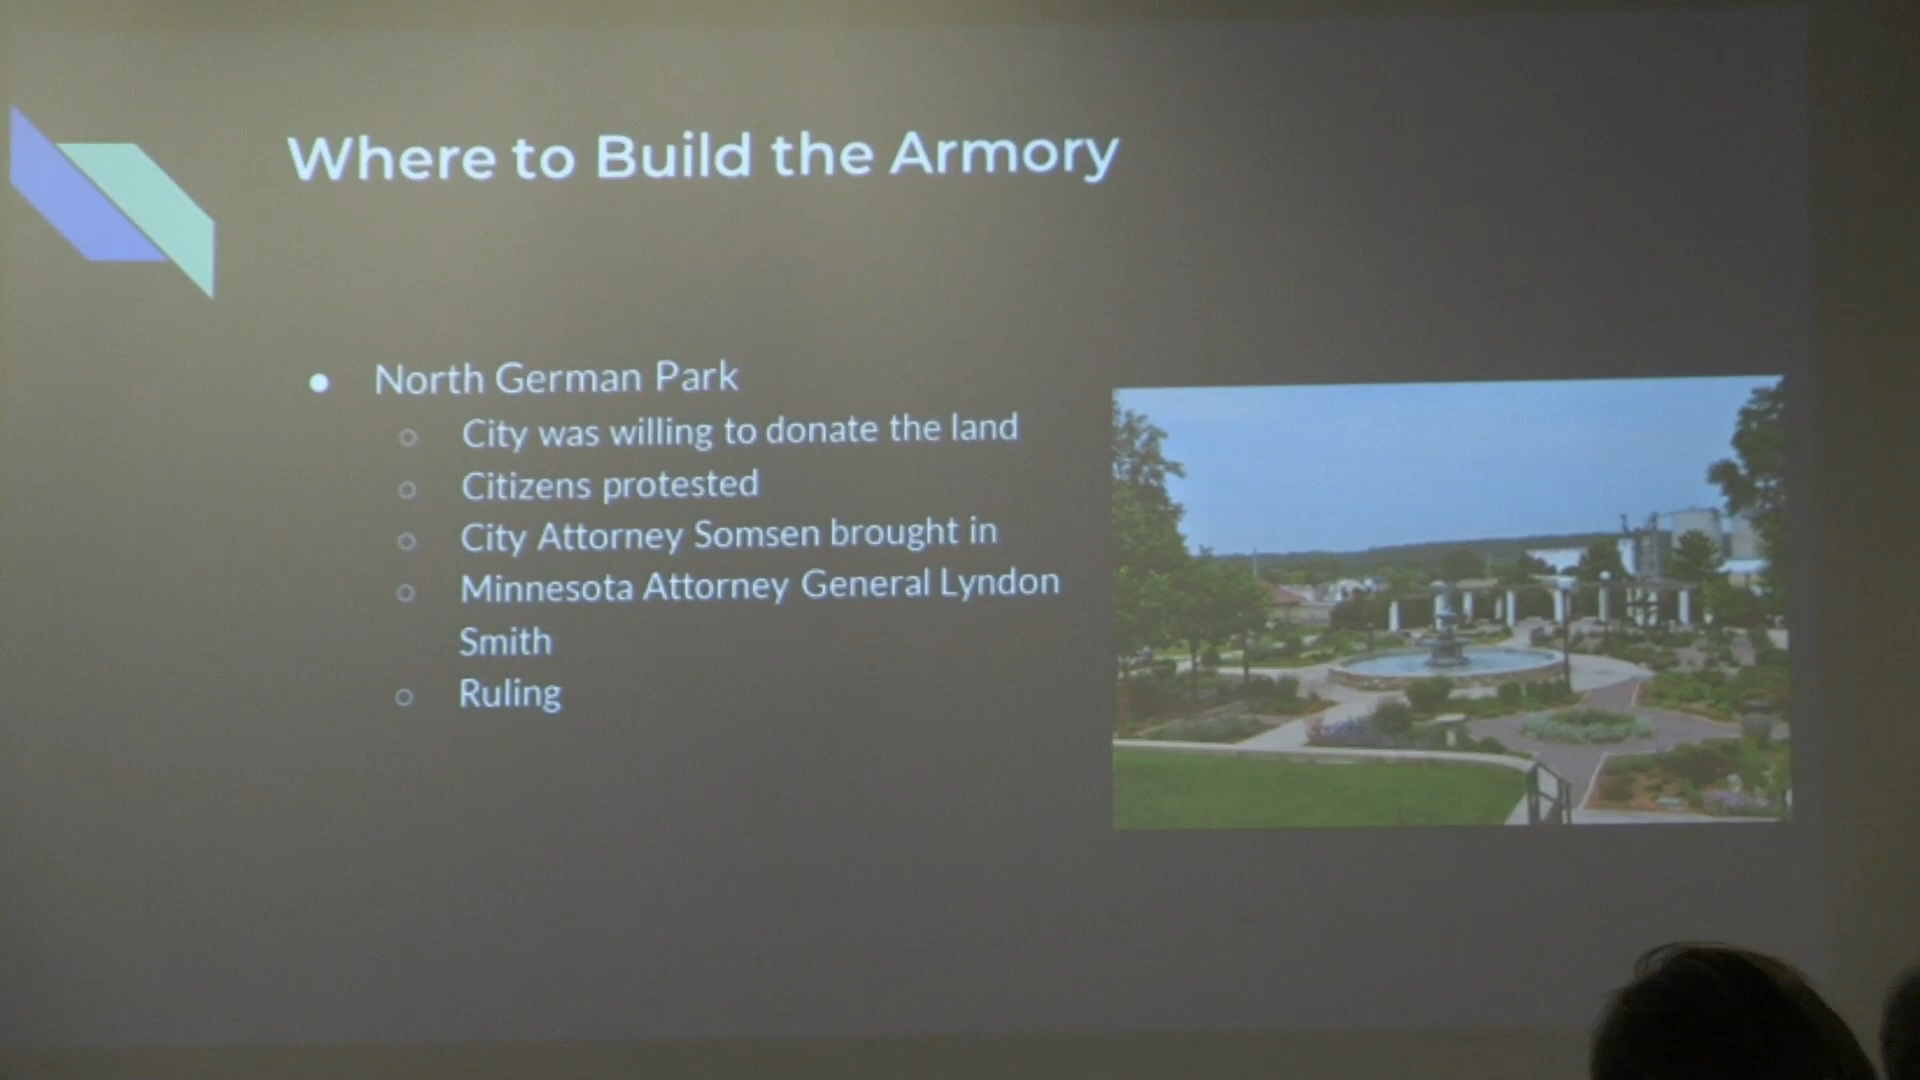 Where to Build the Armory
● North German Park
○ City was willing to donate the land
○ Citizens protested
○ City Attorney Somsen brought in
○ Minnesota Attorney General Lyndon
Smith
○ Ruling